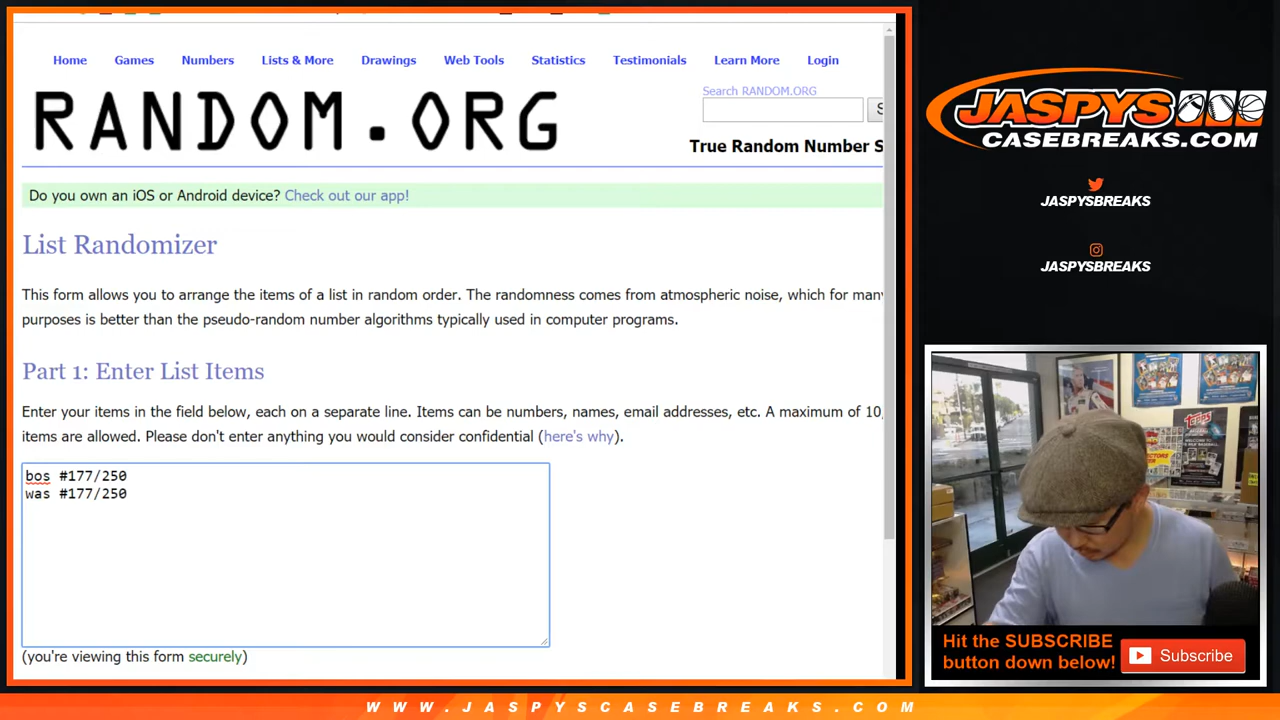 Home Games Numbers Lists & More Drawings Web Tools Statistics Testimonials Learn More Login
Search RANDOM.ORG
RANDOM.ORG
True Random Number S
Do you own an iOS or Android device? Check out our app!
List Randomizer
This form allows you to arrange the items of a list in random order. The randomness comes from atmospheric noise, which for many
purposes is better than the pseudo-random number algorithms typically used in computer programs.
Part 1: Enter List Items
Enter your items in the field below, each on a separate line. Items can be numbers, names, email addresses, etc. A maximum of 10,
items are allowed. Please don't enter anything you would consider confidential (here's why).
bos #177/250
was #177/250
(you're viewing this form securely)
JASPYS
CASEBREAKS.COM
JASPYSBREAKS
JASPYSBREAKS
TOPPS
Hit the SUBSCRIBE
button down below!
Subscribe
WWW.JASPYSCASEBREAKS.COM